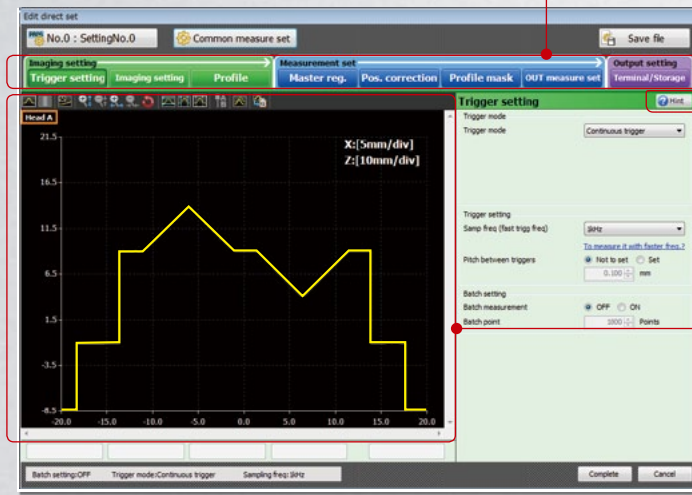 Edit direct set
No.0 : SettingNo.0
Common measure set
Save file
Imaging setting
Measurement set
Output setting
Trigger setting
Imaging setting
Profile
Master reg.
Pos. correction
Profile mask
OUT measure set
Terminal/Storage
Head A
X:[5mm/div]
Z:[10mm/div]
21.5
16.5
11.5
6.5
1.5
-3.5
-8.5
-20.0 -15.0 -10.0 -5.0 0.0 5.0 10.0 15.0 20.0
Trigger setting
Hint
Trigger mode
Trigger mode Continuous trigger
Trigger setting
Samp freq (fast trigg freq) 1kHz
To measure it with faster freq.?
Pitch between triggers Not to set Set
0.100 mm
Batch setting
Batch measurement OFF ON
Batch point Points
Batch setting:OFF Trigger mode:Continuous trigger Sampling freq: 1kHz
Complete Cancel